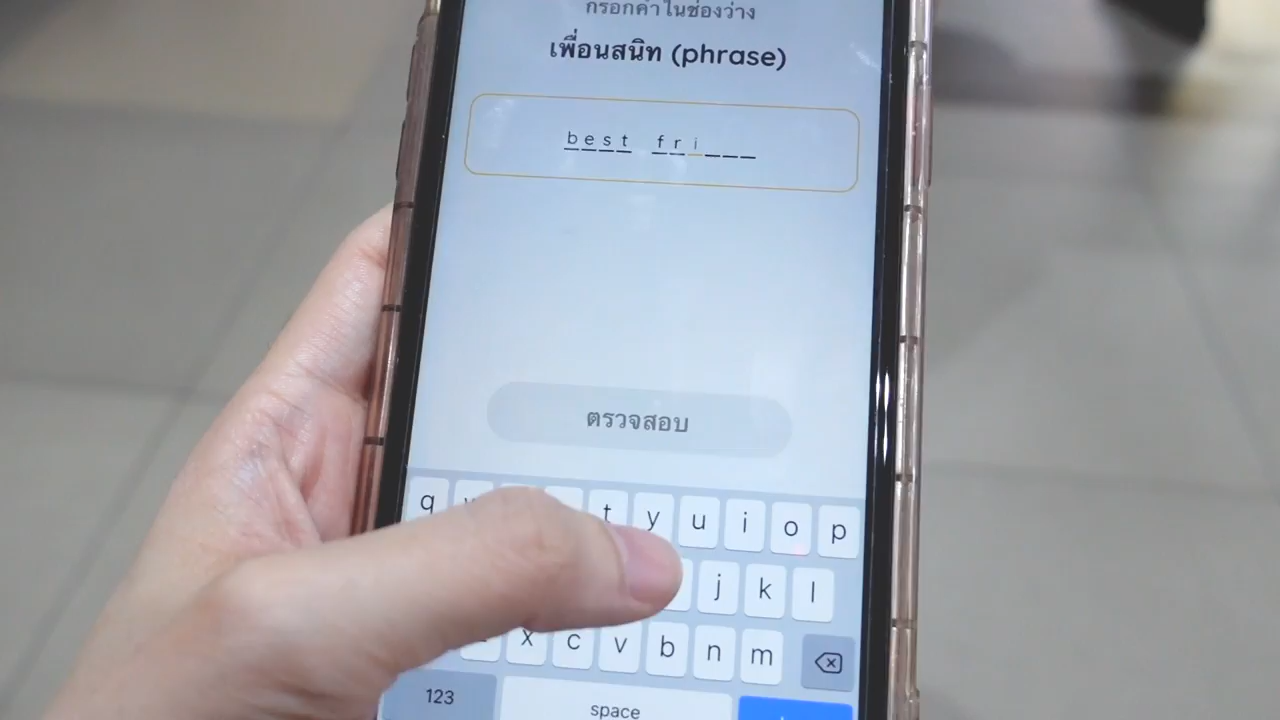 กรอกคำในช่องว่าง
เพื่อนสนิท (phrase)
best fri___
ตรวจสอบ
q t y u i o p
j k l
x c v b n m
123 space